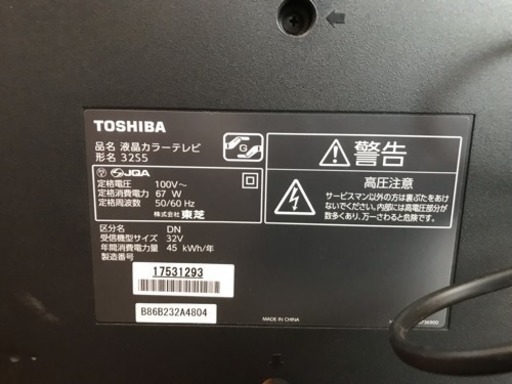 TOSHIBA
品名 液晶カラーテレビ
形名 32S5
JQA
定格電圧 100V～
定格消費電力 67 W
定格周波数 50/60 Hz
株式会社 東芝
区分名 DN
受信機型サイズ 32V
年間消費電力量 45 kWh/年
製造番号
17531293
B86B232A4804
警告
高圧注意
サービスマン以外の方は裏ぶたをあけ
ないでください。内部には高電圧部分が
数多くあり、万一さわると危険です。
MADE IN CHINA